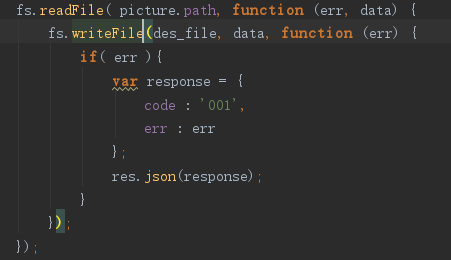 fs.readFile( picture.path, function (err, data) {
    fs.writeFile(des_file, data, function (err) {
        if( err ){
            var response = {
                code : '001',
                err : err
            };
            res.json(response);
        }
    });
});